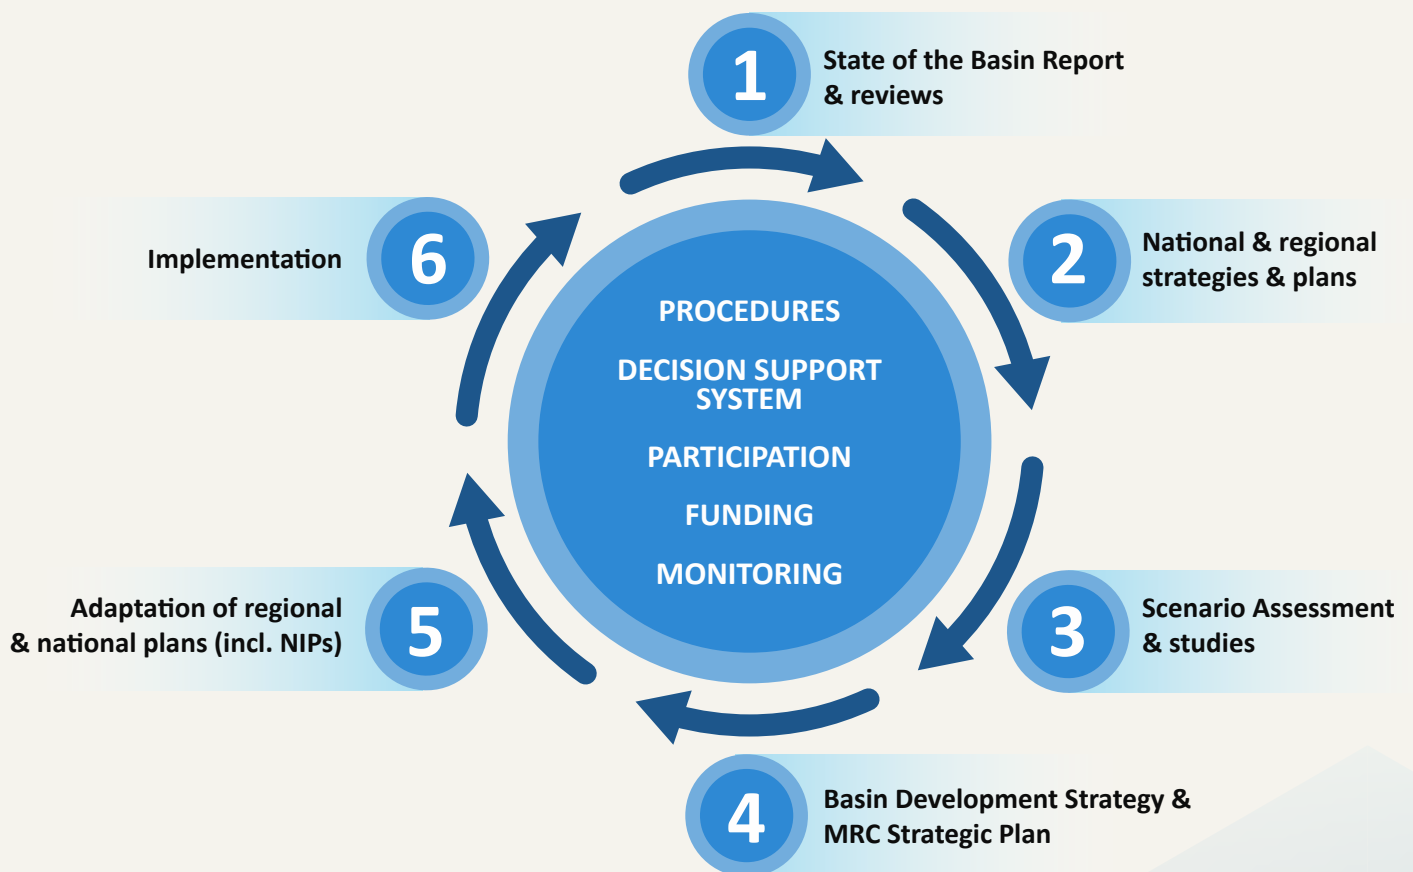 1
State of the Basin Report
& reviews
2
National & regional
strategies & plans
3
Scenario Assessment
& studies
4
Basin Development Strategy &
MRC Strategic Plan
5
Adaptation of regional
& national plans (incl. NIPs)
6
Implementation
PROCEDURES
DECISION SUPPORT
SYSTEM
PARTICIPATION
FUNDING
MONITORING